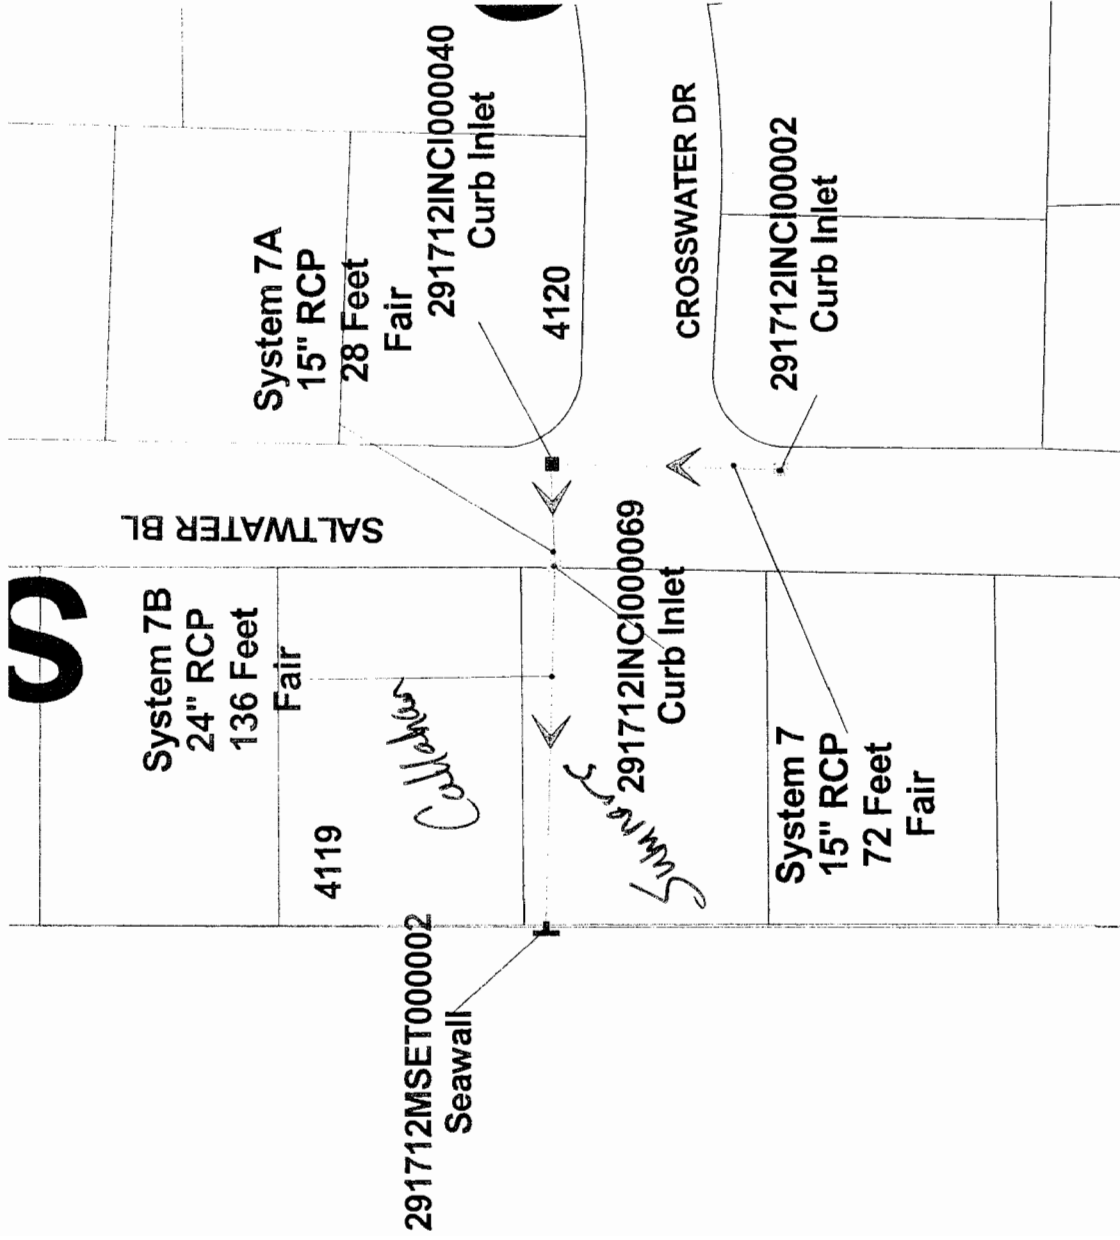 S
System 7B
24" RCP
136 Feet
Fair
4119
Callahan
291712MSET000002
Seawall
SALTWATER BL
System 7A
15" RCP
28 Feet
Fair
291712INCI000040
Curb Inlet
4120
CROSSWATER DR
291712INCI00002
Curb Inlet
291712INCI000069
Curb Inlet
System 7
15" RCP
72 Feet
Fair